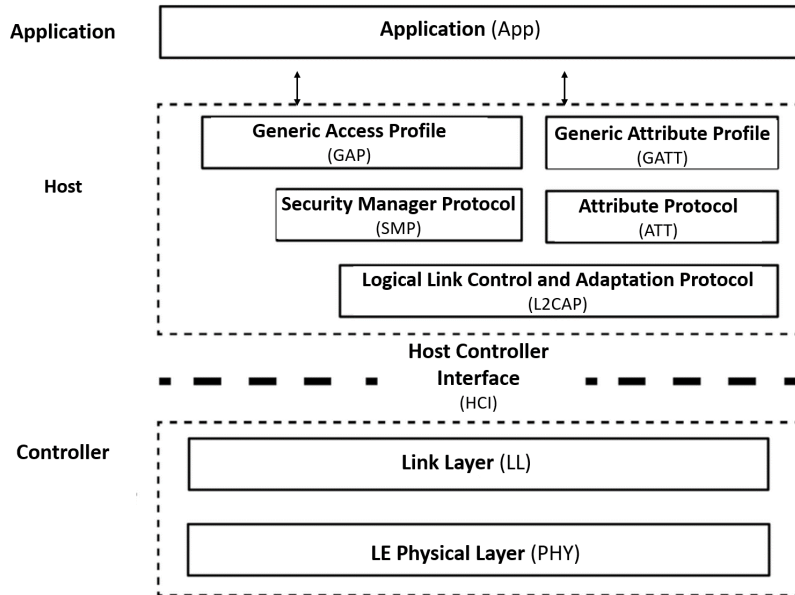 Application
Application (App)
Host
Generic Access Profile
(GAP)
Generic Attribute Profile
(GATT)
Security Manager Protocol
(SMP)
Attribute Protocol
(ATT)
Logical Link Control and Adaptation Protocol
(L2CAP)
Host Controller
Interface
(HCI)
Controller
Link Layer (LL)
LE Physical Layer (PHY)